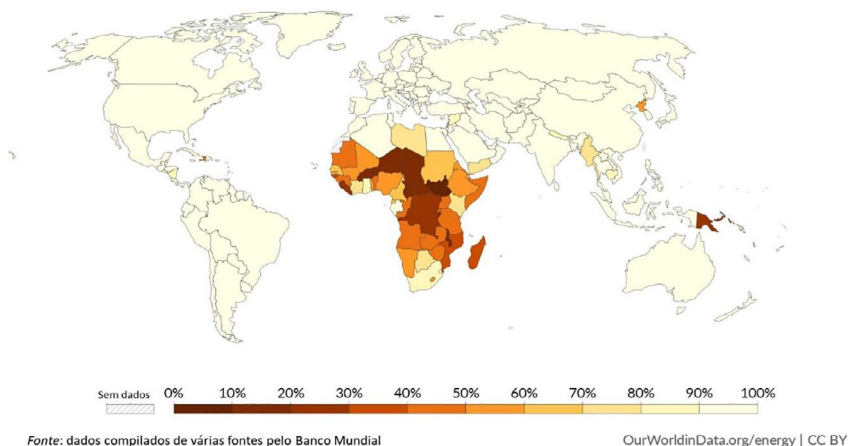 Sem dados 0% 10% 20% 30% 40% 50% 60% 70% 80% 90% 100%
Fonte: dados compilados de várias fontes pelo Banco Mundial OurWorldinData.org/energy | CC BY